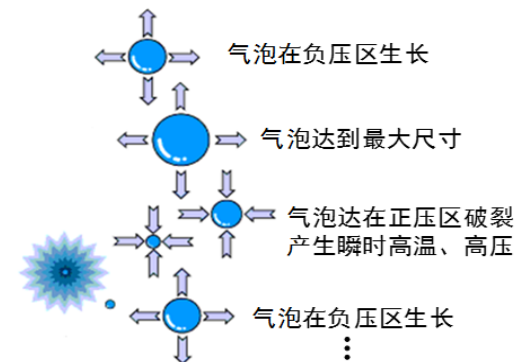 气泡在负压区生长
气泡达到最大尺寸
气泡达在正压区破裂
产生瞬时高温、高压
气泡在负压区生长
⋮